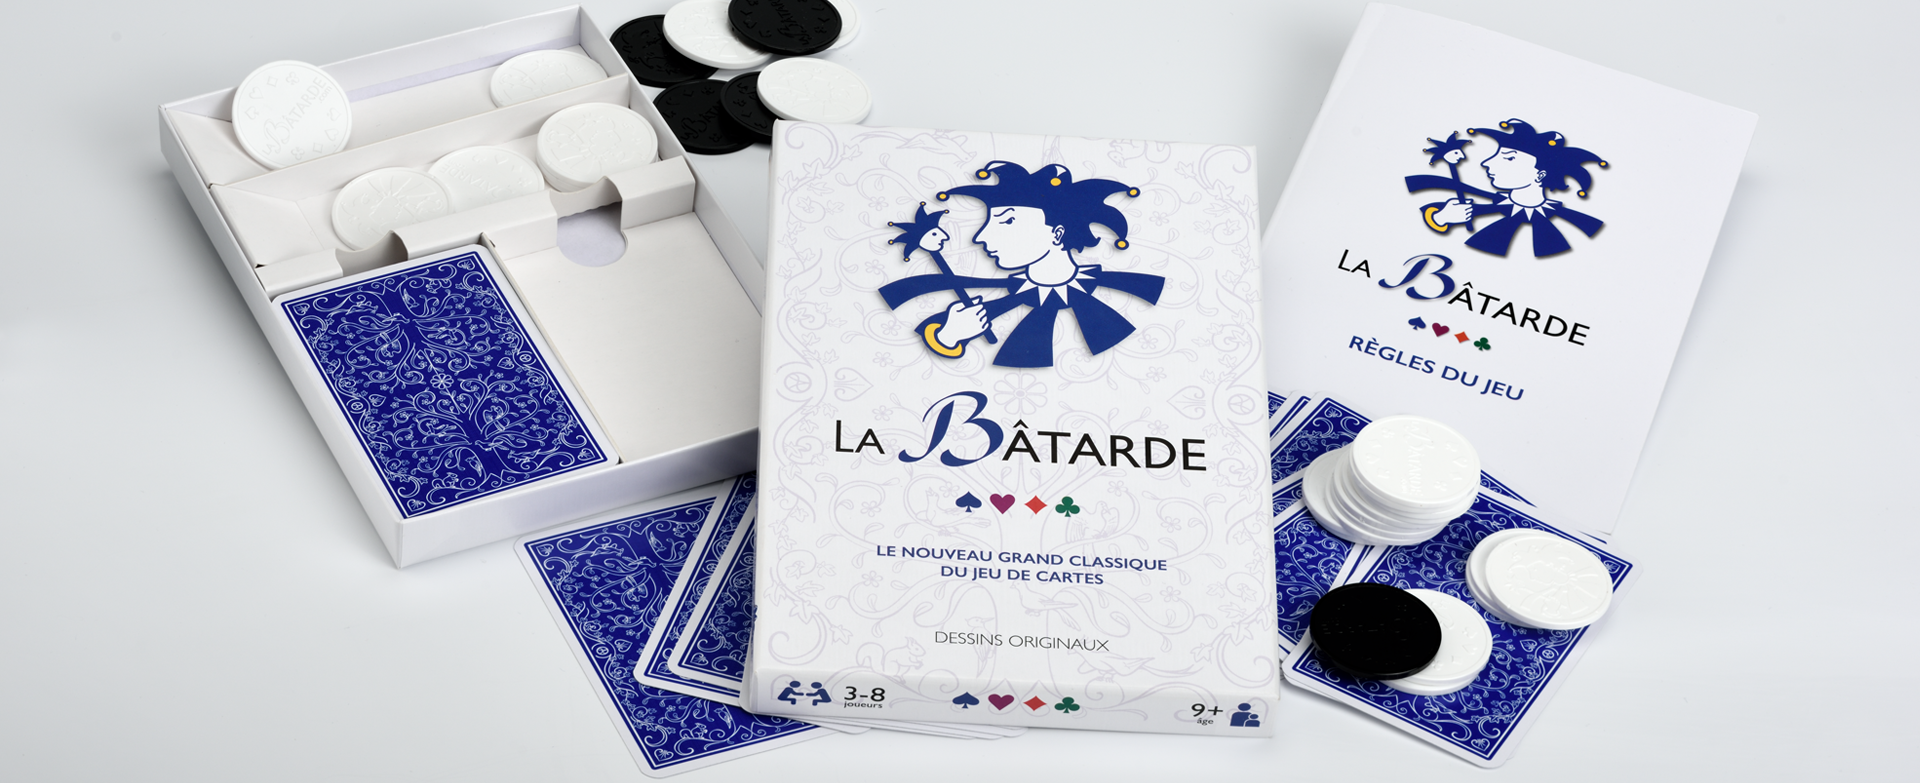 LA BÂTARDE
LE NOUVEAU GRAND CLASSIQUE
DU JEU DE CARTES
DESSINS ORIGINAUX
3-8
joueurs
9+
âge
LA BÂTARDE
RÈGLES DU JEU
BÂTARDE